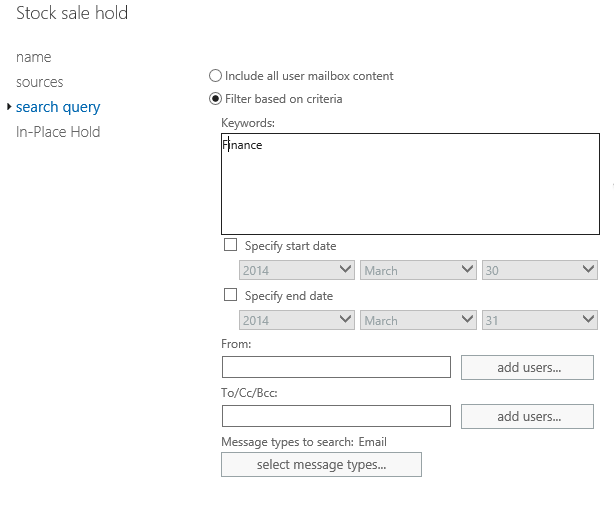 Stock sale hold
name
sources
search query
In-Place Hold
Include all user mailbox content
Filter based on criteria
Keywords:
Finance
Specify start date
2014 March 30
Specify end date
2014 March 31
From:
add users...
To/Cc/Bcc:
add users...
Message types to search: Email
select message types...